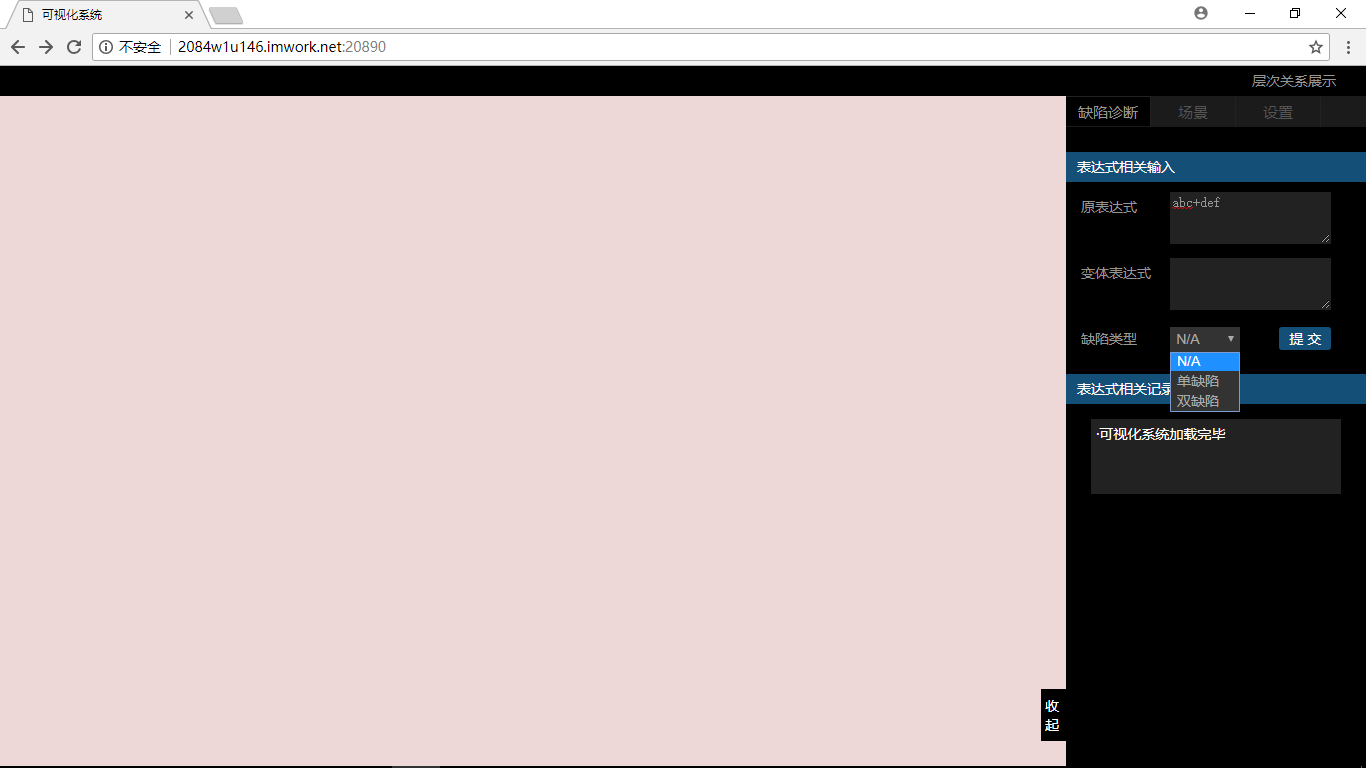 可视化系统
不安全 2084w1u146.imwork.net:20890
层次关系展示
缺陷诊断 场景 设置
表达式相关输入
原表达式 abc+def
变体表达式
缺陷类型 N/A 提 交
N/A
单缺陷
双缺陷
表达式相关记录
·可视化系统加载完毕
收
起